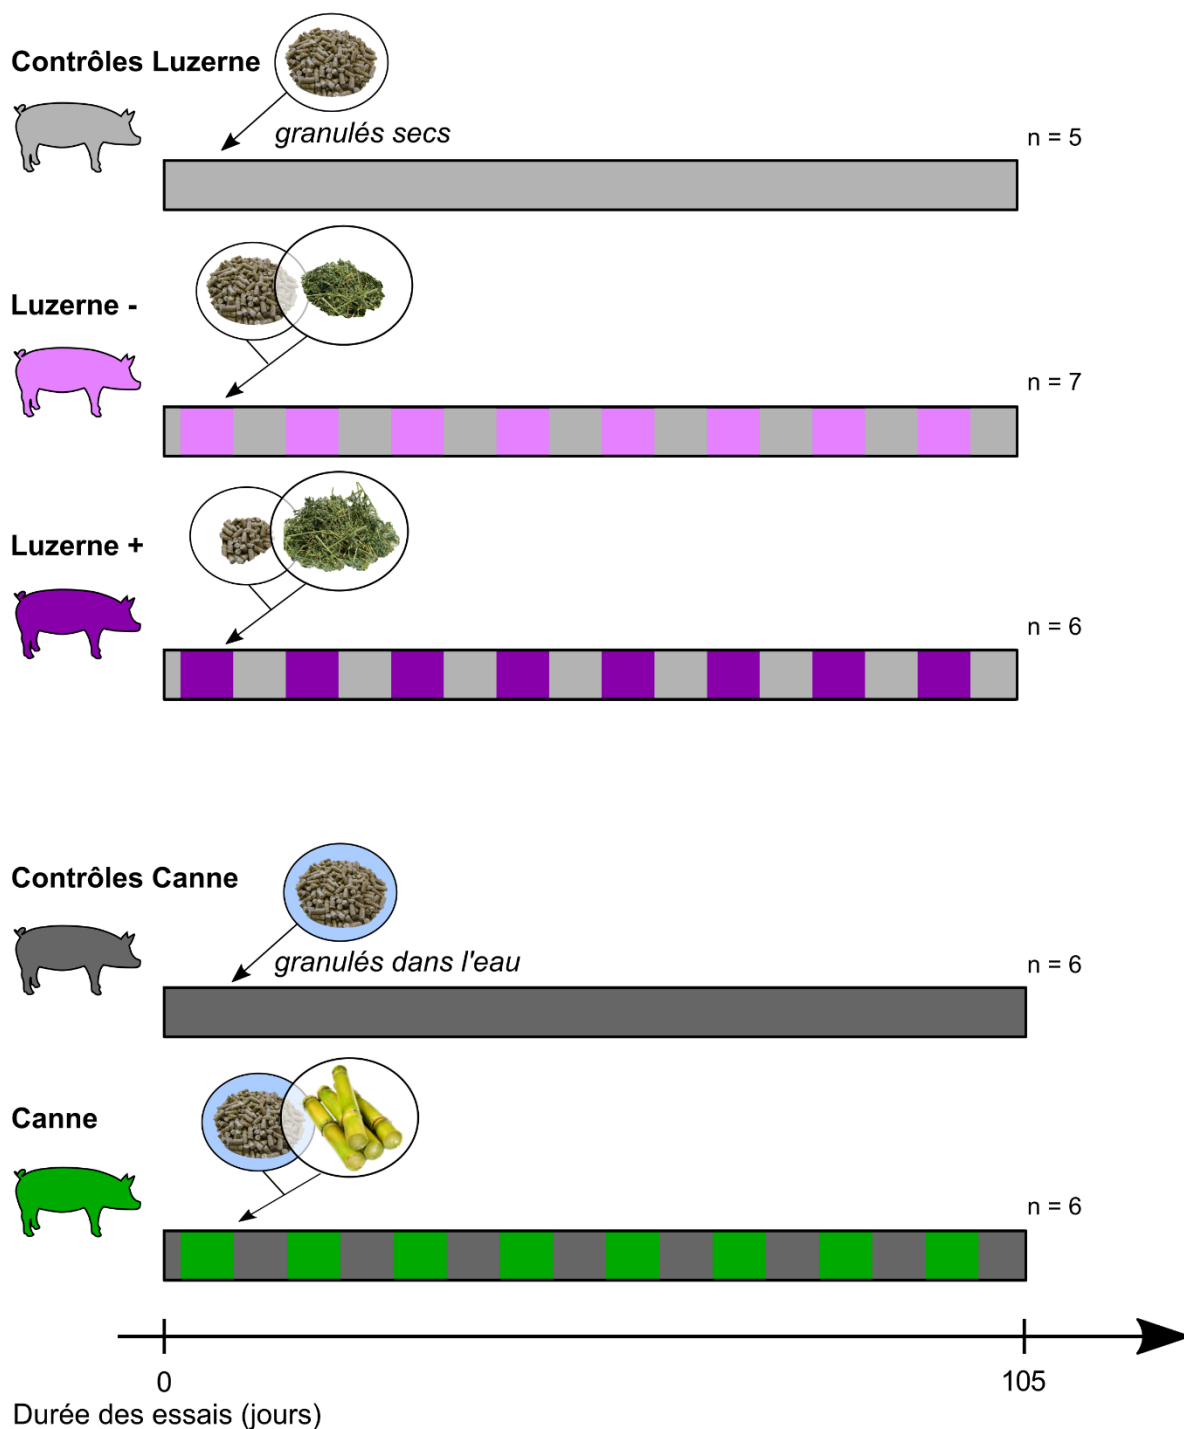 Contrôles Luzerne
granulés secs
n = 5
Luzerne -
n = 7
Luzerne +
n = 6
Contrôles Canne
granulés dans l'eau
n = 6
Canne
n = 6
0
105
Durée des essais (jours)